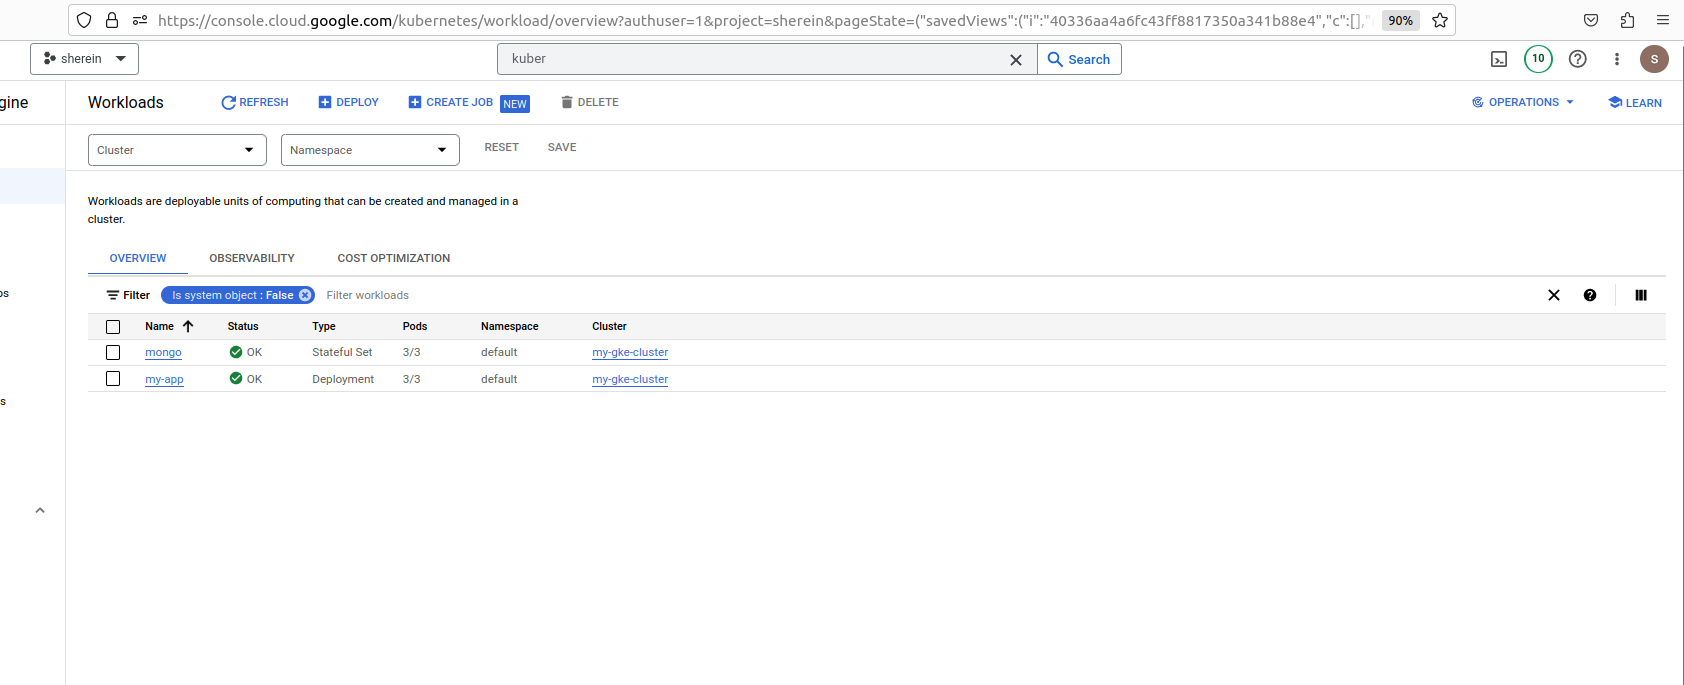 https://console.cloud.google.com/kubernetes/workload/overview?authuser=1&project=sherein&pageState=("savedViews":("i":"40336aa4a6fc43ff8817350a341b88e4","c":[],"
90%
sherein
kuber
Search
10
S
gine
Workloads
REFRESH
DEPLOY
CREATE JOB NEW
DELETE
OPERATIONS
LEARN
Cluster
Namespace
RESET
SAVE
Workloads are deployable units of computing that can be created and managed in a
cluster.
OVERVIEW
OBSERVABILITY
COST OPTIMIZATION
Filter
Is system object : False
Filter workloads
Name Status Type Pods Namespace Cluster
mongo OK Stateful Set 3/3 default my-gke-cluster
my-app OK Deployment 3/3 default my-gke-cluster